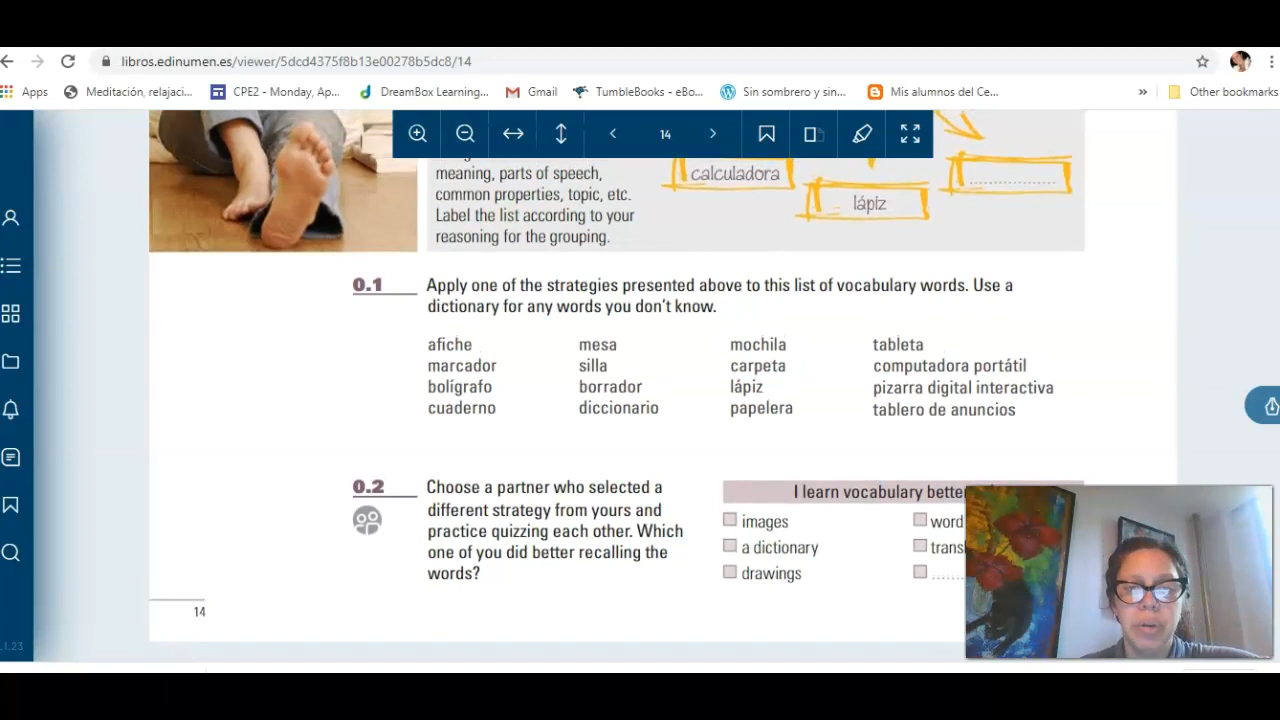 libros.edinumen.es/viewer/5dcd4375f8b13e00278b5dc8/14
Apps
Meditación, relajaci...
CPE2 - Monday, Ap...
DreamBox Learning...
Gmail
TumbleBooks - eBo...
Sin sombrero y sin...
Mis alumnos del Ce...
»
Other bookmarks
14
meaning, parts of speech,
common properties, topic, etc.
Label the list according to your
reasoning for the grouping.
calculadora
lápiz
0.1 Apply one of the strategies presented above to this list of vocabulary words. Use a
dictionary for any words you don't know.
afiche mesa mochila tableta
marcador silla carpeta computadora portátil
bolígrafo borrador lápiz pizarra digital interactiva
cuaderno diccionario papelera tablero de anuncios
0.2 Choose a partner who selected a
different strategy from yours and
practice quizzing each other. Which
one of you did better recalling the
words?
I learn vocabulary bette
images word
a dictionary trans
drawings ........
14
.1.23